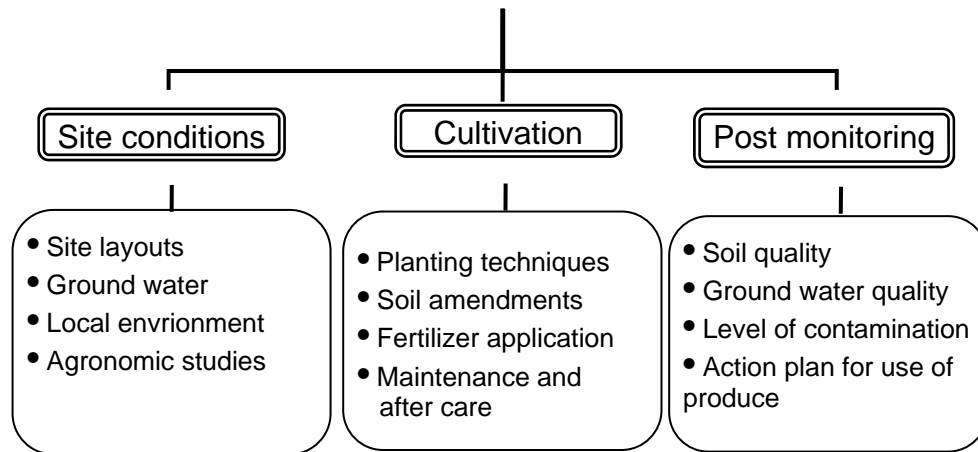 Site conditions
Cultivation
Post monitoring
• Site layouts
• Ground water
• Local envrionment
• Agronomic studies
• Planting techniques
• Soil amendments
• Fertilizer application
• Maintenance and
after care
• Soil quality
• Ground water quality
• Level of contamination
• Action plan for use of
produce